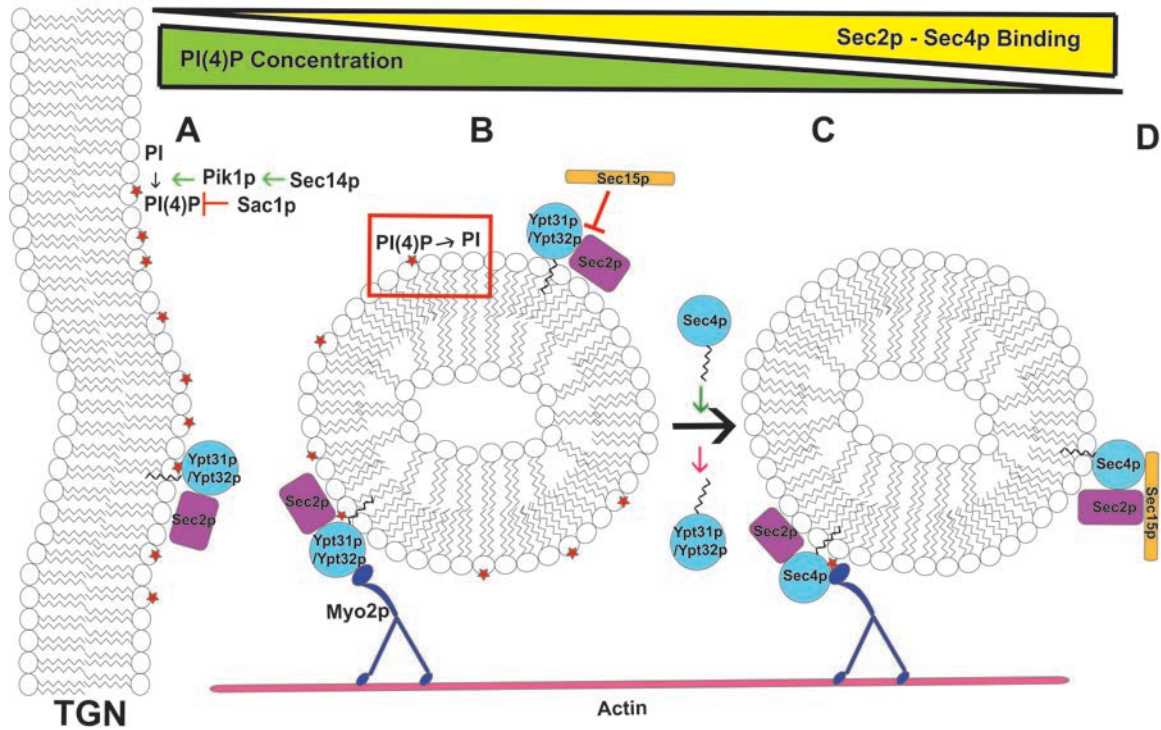 Sec2p - Sec4p Binding
PI(4)P Concentration
A
B
C
D
PI
Pik1p
Sec14p
PI(4)P
Sac1p
Sec15p
Ypt31p
/Ypt32p
Sec2p
PI(4)P → PI
Sec4p
Ypt31p
/Ypt32p
Sec2p
Sec2p
Ypt31p
/Ypt32p
Myo2p
Ypt31p
/Ypt32p
Sec2p
Sec4p
Sec4p
Sec2p
Sec15p
Actin
TGN